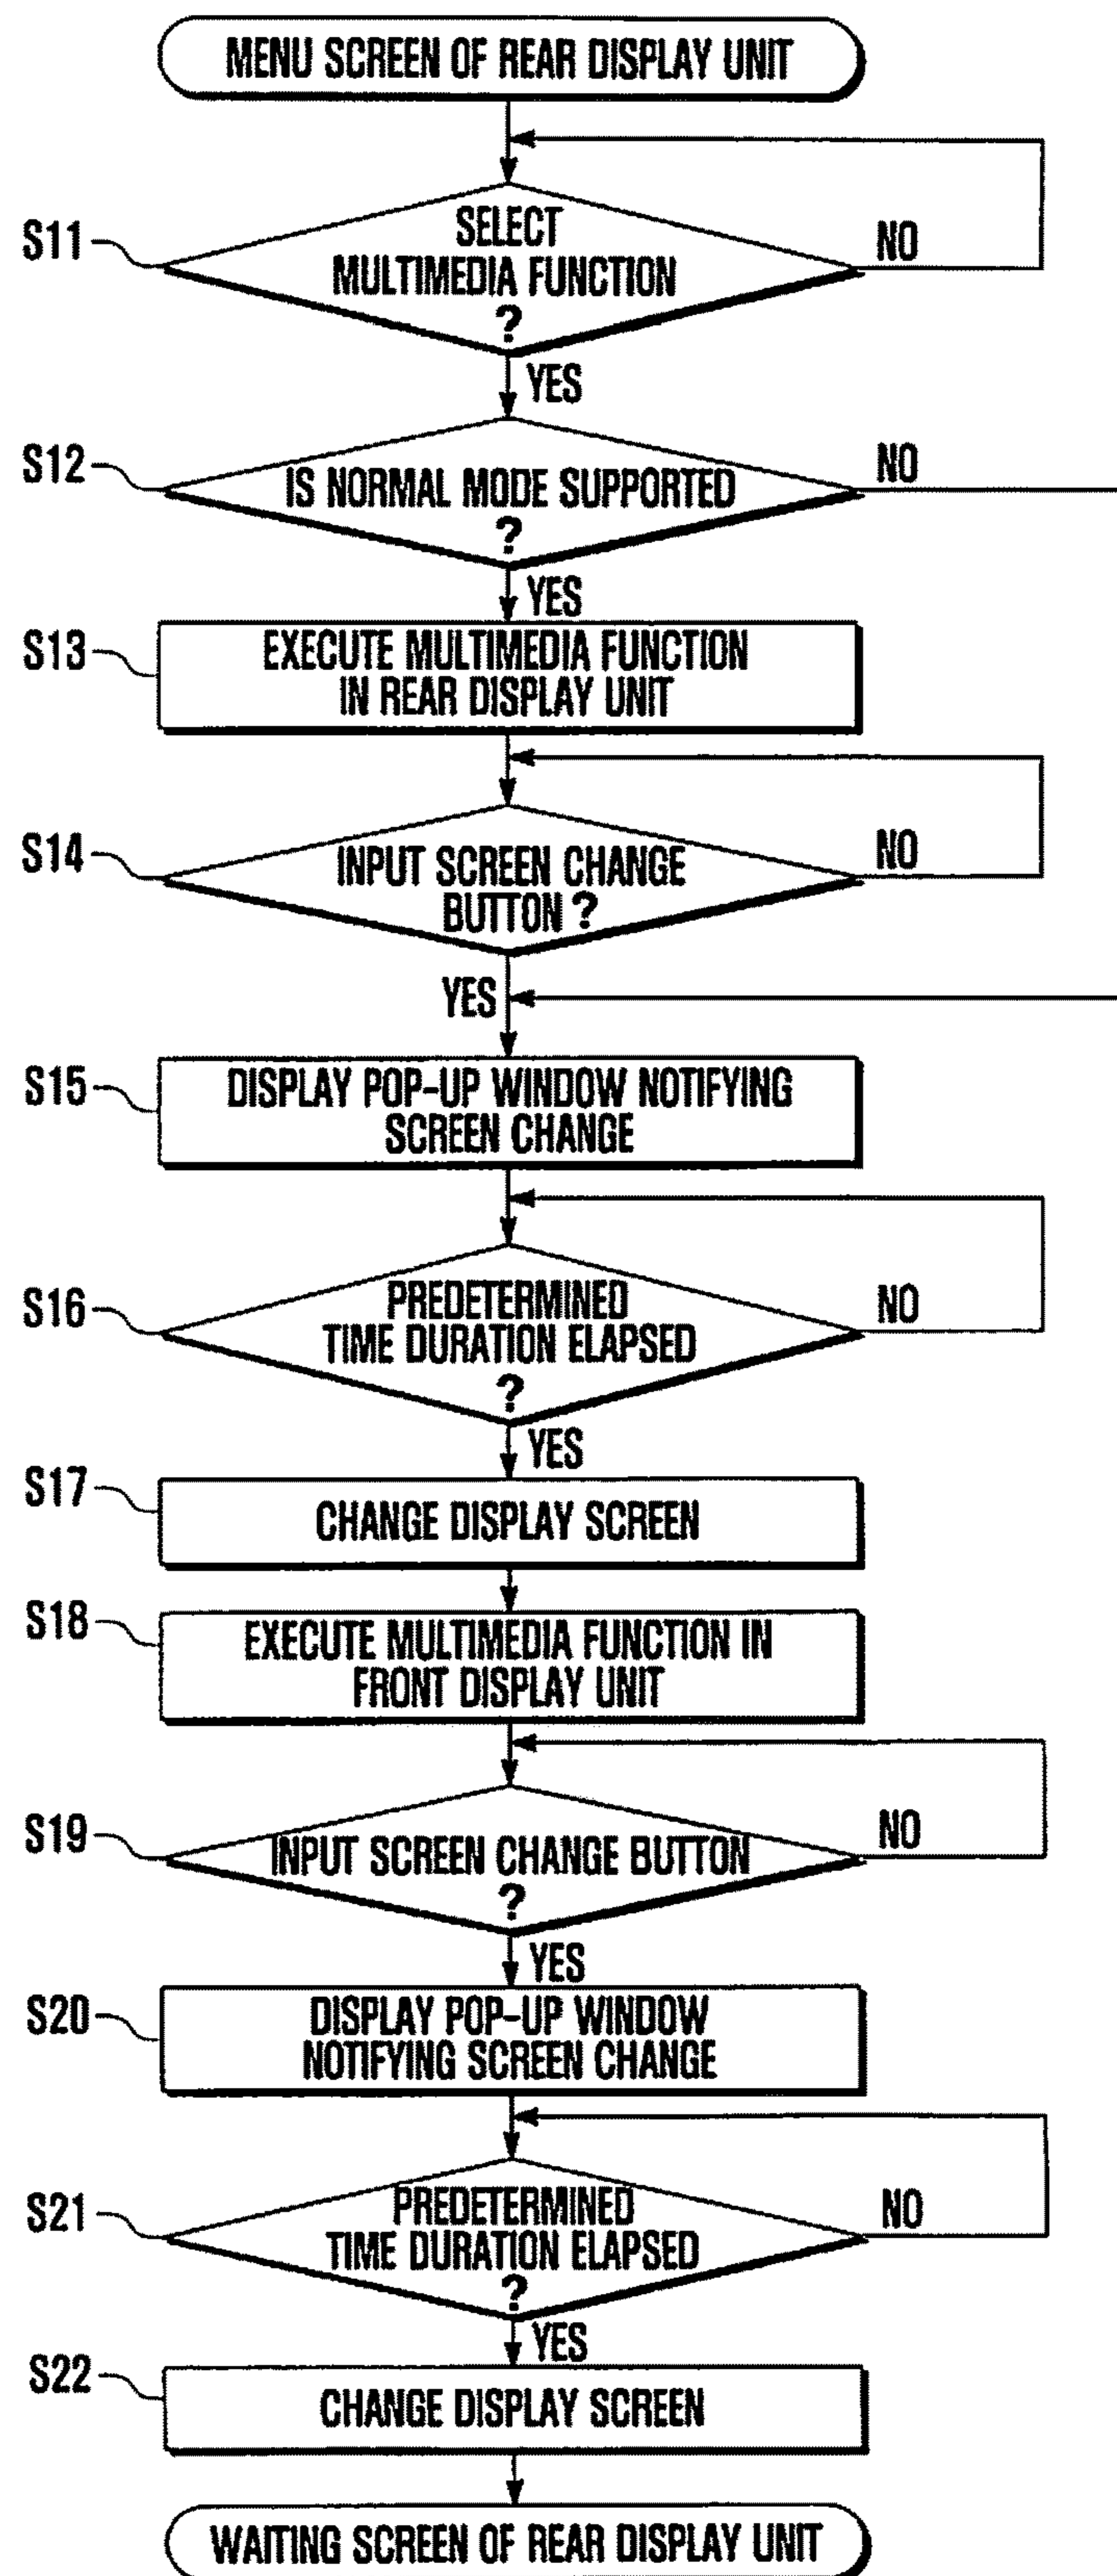 MENU SCREEN OF REAR DISPLAY UNIT
S11
SELECT
MULTIMEDIA FUNCTION
?
NO
YES
S12
IS NORMAL MODE SUPPORTED
?
NO
YES
S13
EXECUTE MULTIMEDIA FUNCTION
IN REAR DISPLAY UNIT
S14
INPUT SCREEN CHANGE
BUTTON ?
NO
YES
S15
DISPLAY POP-UP WINDOW NOTIFYING
SCREEN CHANGE
S16
PREDETERMINED
TIME DURATION ELAPSED
?
NO
YES
S17
CHANGE DISPLAY SCREEN
S18
EXECUTE MULTIMEDIA FUNCTION IN
FRONT DISPLAY UNIT
S19
INPUT SCREEN CHANGE BUTTON
?
NO
YES
S20
DISPLAY POP-UP WINDOW
NOTIFYING SCREEN CHANGE
S21
PREDETERMINED
TIME DURATION ELAPSED
?
NO
YES
S22
CHANGE DISPLAY SCREEN
WAITING SCREEN OF REAR DISPLAY UNIT